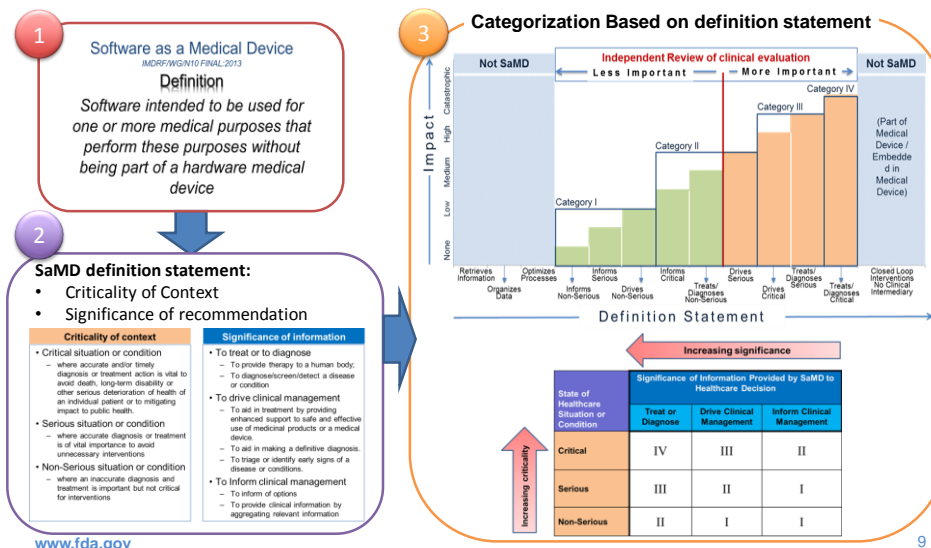 1
Software as a Medical Device
IMDRF/WG/N10 FINAL:2013
Definition
Software intended to be used for
one or more medical purposes that
perform these purposes without
being part of a hardware medical
device
2
SaMD definition statement:
• Criticality of Context
• Significance of recommendation
Criticality of context
• Critical situation or condition
– where accurate and/or timely
diagnosis or treatment action is vital to
avoid death, long-term disability or
other serious deterioration of health of
an individual patient or to mitigating
impact to public health.
• Serious situation or condition
– where accurate diagnosis or treatment
is of vital importance to avoid
unnecessary interventions
• Non-Serious situation or condition
– where an inaccurate diagnosis and
treatment is important but not critical
for interventions
Significance of information
• To treat or to diagnose
– To provide therapy to a human body;
– To diagnose/screen/detect a disease
or condition
• To drive clinical management
– To aid in treatment by providing
enhanced support to safe and effective
use of medicinal products or a medical
device.
– To aid in making a definitive diagnosis.
– To triage or identify early signs of a
disease or conditions.
• To Inform clinical management
– To inform of options
– To provide clinical information by
aggregating relevant information
3
Categorization Based on definition statement
Not SaMD
Independent Review of clinical evaluation
Less Important
More Important
Not SaMD
Impact
Catastrophic
High
Medium
Low
None
Category I
Category II
Category III
Category IV
(Part of
Medical
Device /
Embedde
d in
Medical
Device)
Retrieves
Information
Organizes
Data
Optimizes
Processes
Informs
Non-Serious
Informs
Serious
Drives
Non-Serious
Informs
Critical
Treats/
Diagnoses
Non-Serious
Drives
Serious
Drives
Critical
Treats/
Diagnoses
Serious
Treats/
Diagnoses
Critical
Closed Loop
Interventions
No Clinical
Intermediary
Definition Statement
Increasing significance
Increasing criticality
State of
Healthcare
Situation or
Condition
Significance of Information Provided by SaMD to
Healthcare Decision
Treat or
Diagnose
Drive Clinical
Management
Inform Clinical
Management
Critical IV III II
Serious III II I
Non-Serious II I I
www.fda.gov
9